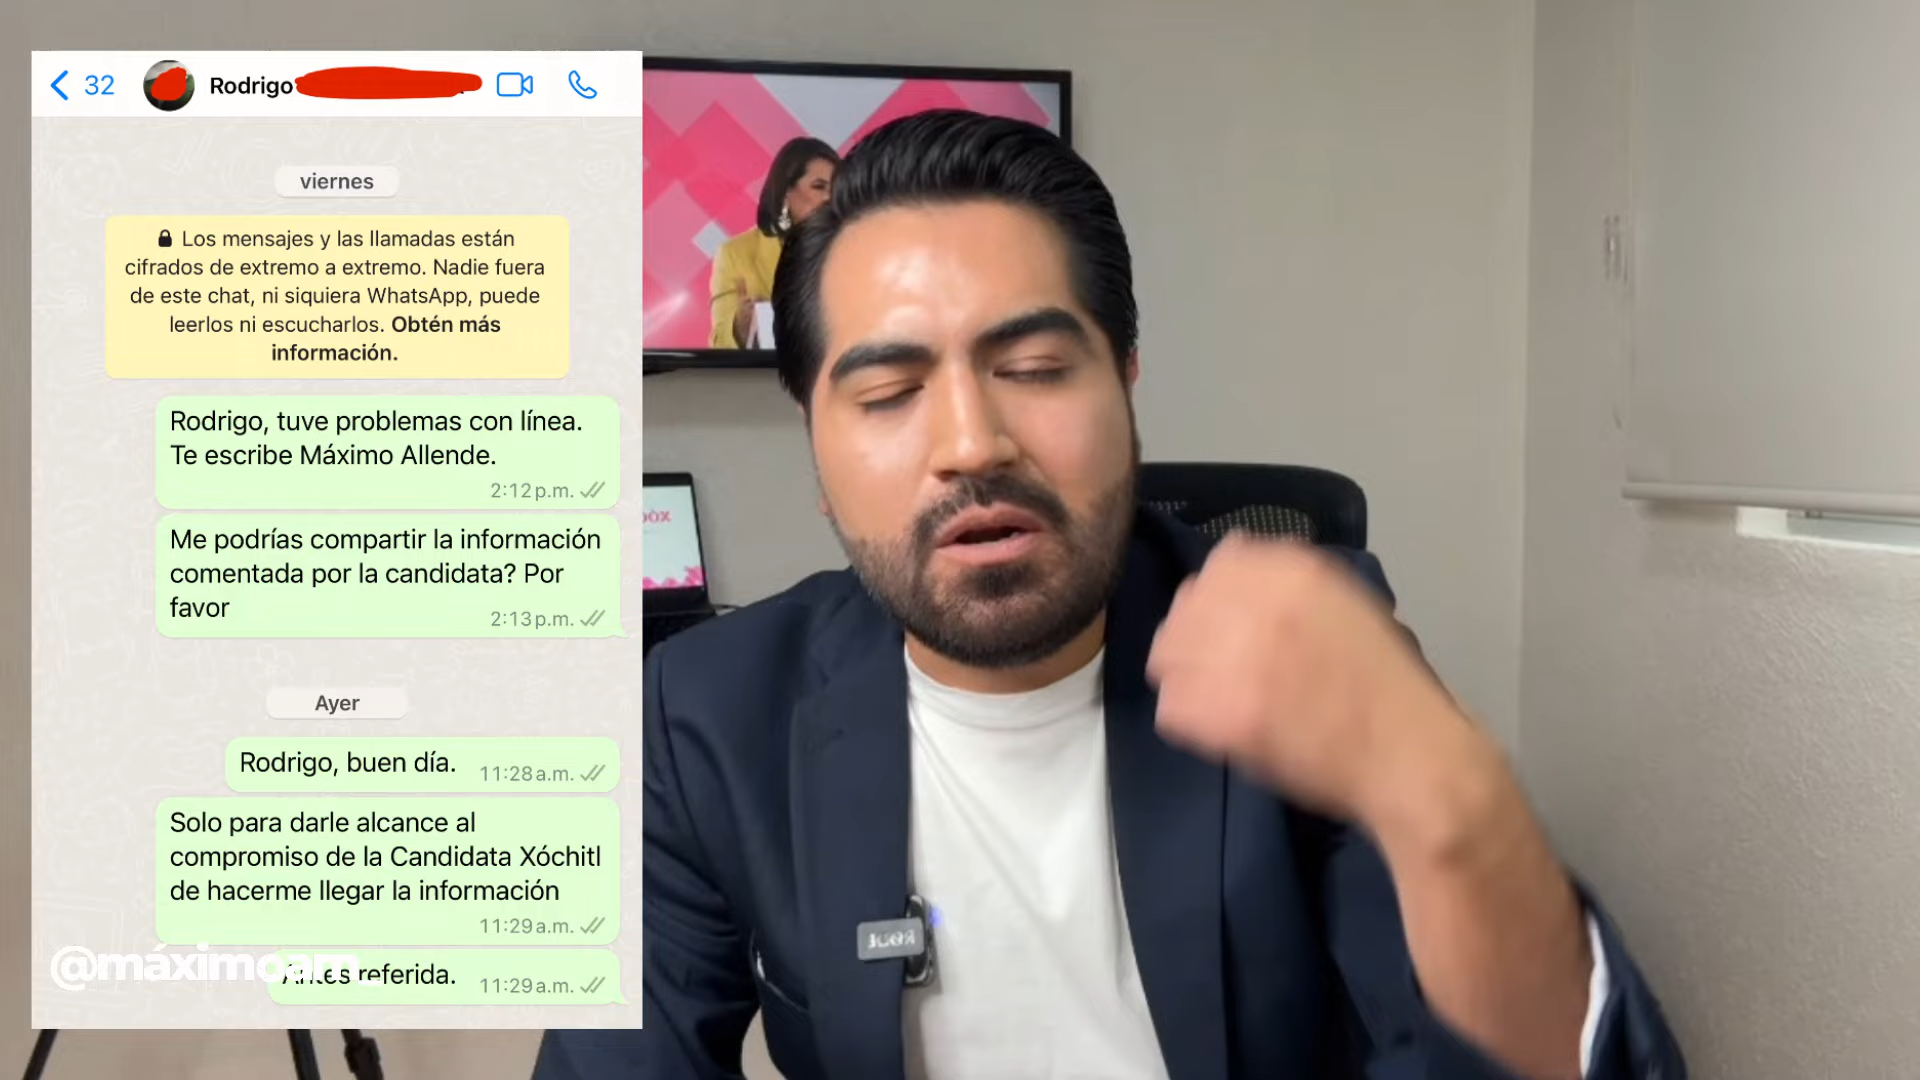 32
Rodrigo
viernes
Los mensajes y las llamadas están
cifrados de extremo a extremo. Nadie fuera
de este chat, ni siquiera WhatsApp, puede
leerlos ni escucharlos. Obtén más
información.
Rodrigo, tuve problemas con línea.
Te escribe Máximo Allende.
2:12 p.m.
Me podrías compartir la información
comentada por la candidata? Por
favor
2:13 p.m.
Ayer
Rodrigo, buen día.
11:28 a.m.
Solo para darle alcance al
compromiso de la Candidata Xóchitl
de hacerme llegar la información
11:29 a.m.
@máximoam_
Antes referida.
11:29 a.m.
RODE